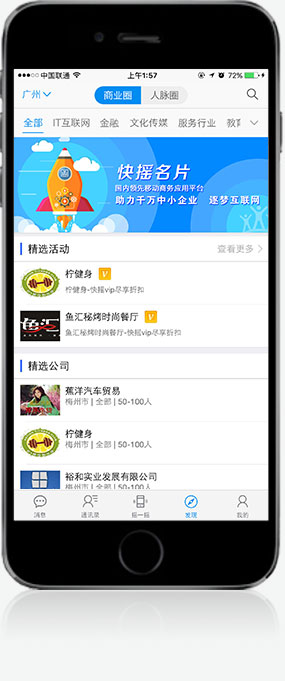 中国联通
上午1:57
72%
广州
商业圈
人脉圈
全部 IT互联网 金融 文化传媒 服务行业 教育
快摇名片
国内领先移动商务应用平台
助力千万中小企业 逐梦互联网
精选活动
查看更多
柠健身 V
柠健身-快摇vip尽享折扣
鱼汇秘烤时尚餐厅 V
鱼汇秘烤时尚餐厅-快摇vip尽享折扣
鱼汇
精选公司
蕉洋汽车贸易
梅州市 | 全部 | 50-100人
柠健身
梅州市 | 全部 | 50-100人
裕和实业发展有限公司
梅州市 | 全部 | 50-100人
消息
通讯录
摇一摇
发现
我的